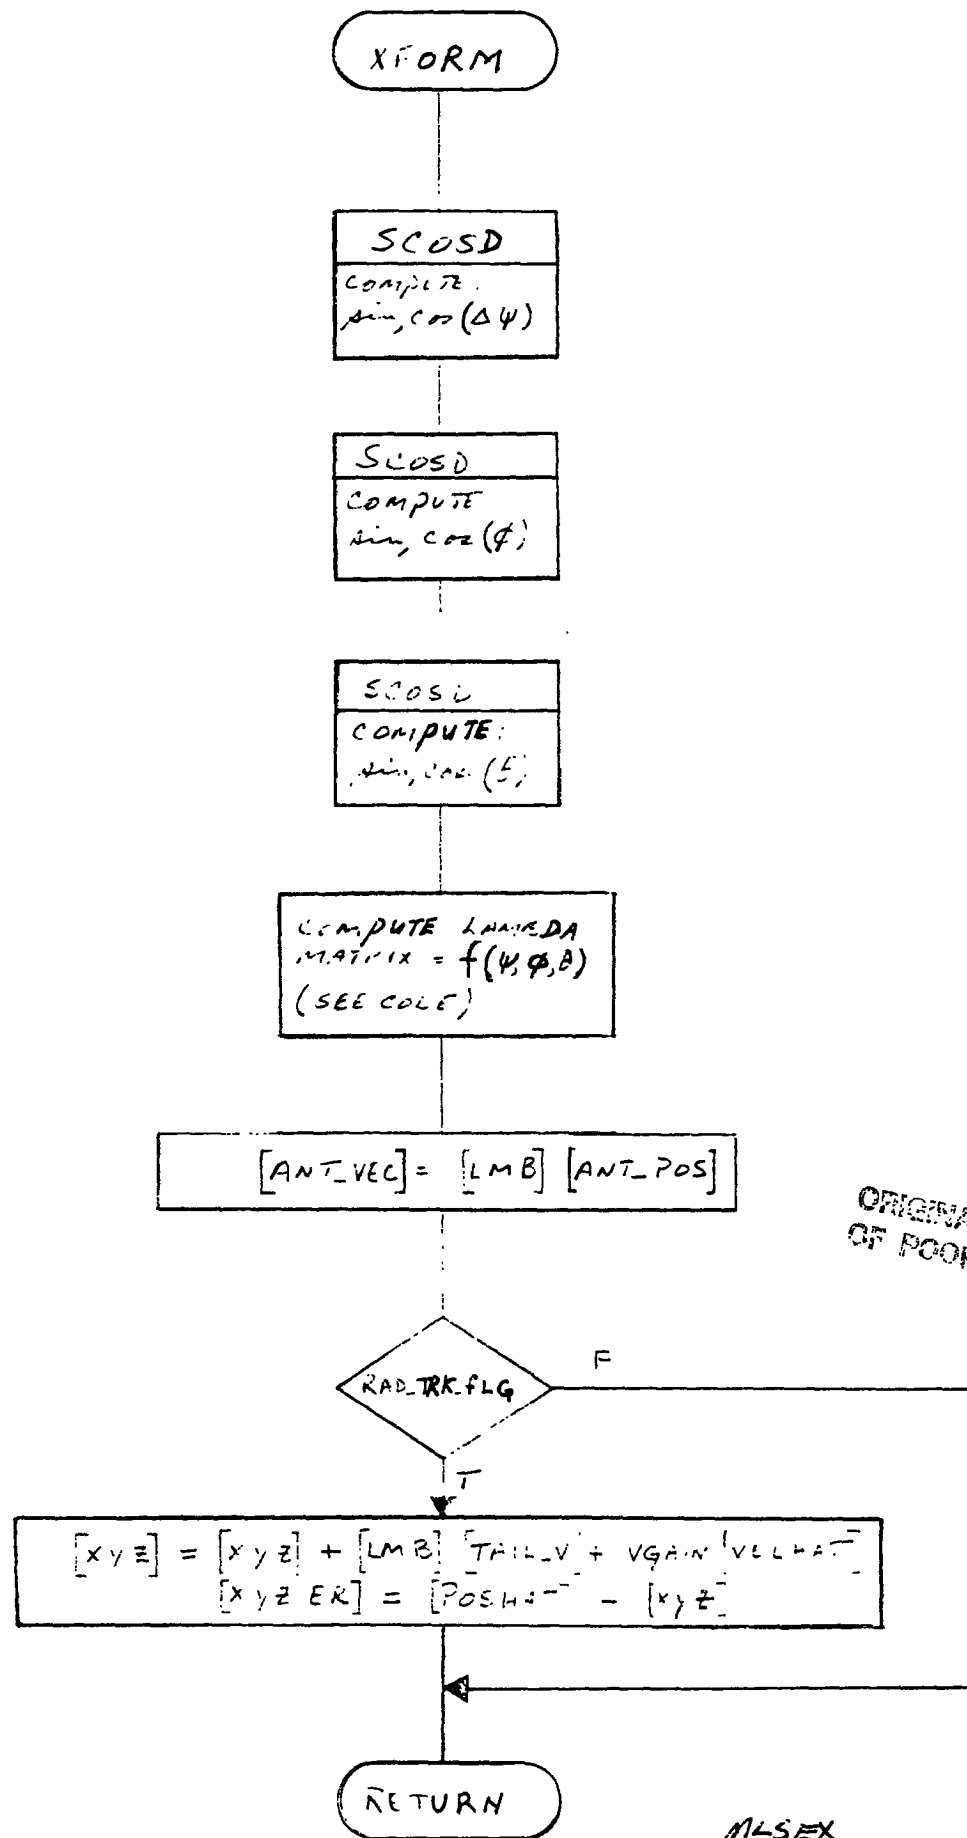 XFORM
SCOSD
COMPUTE:
sin, cos (Δψ)
SCOSD
COMPUTE
sin, cos (φ)
SCOSD
COMPUTE:
sin, cos
COMPUTE LAMBDA
MATRIX = f(ψ, φ, θ)
(SEE CODE)
[ANT_VEC] = [LMB] [ANT_POS]
ORIGINA
OF POOR
RAD_TRK_FLG
F
T
[x y z] = [x y z] + [LMB] [TAIL_V] + VGAIN [VELHAT]
[x y z ER] = [POSHAT] - [x y z]
RETURN
MLSEX